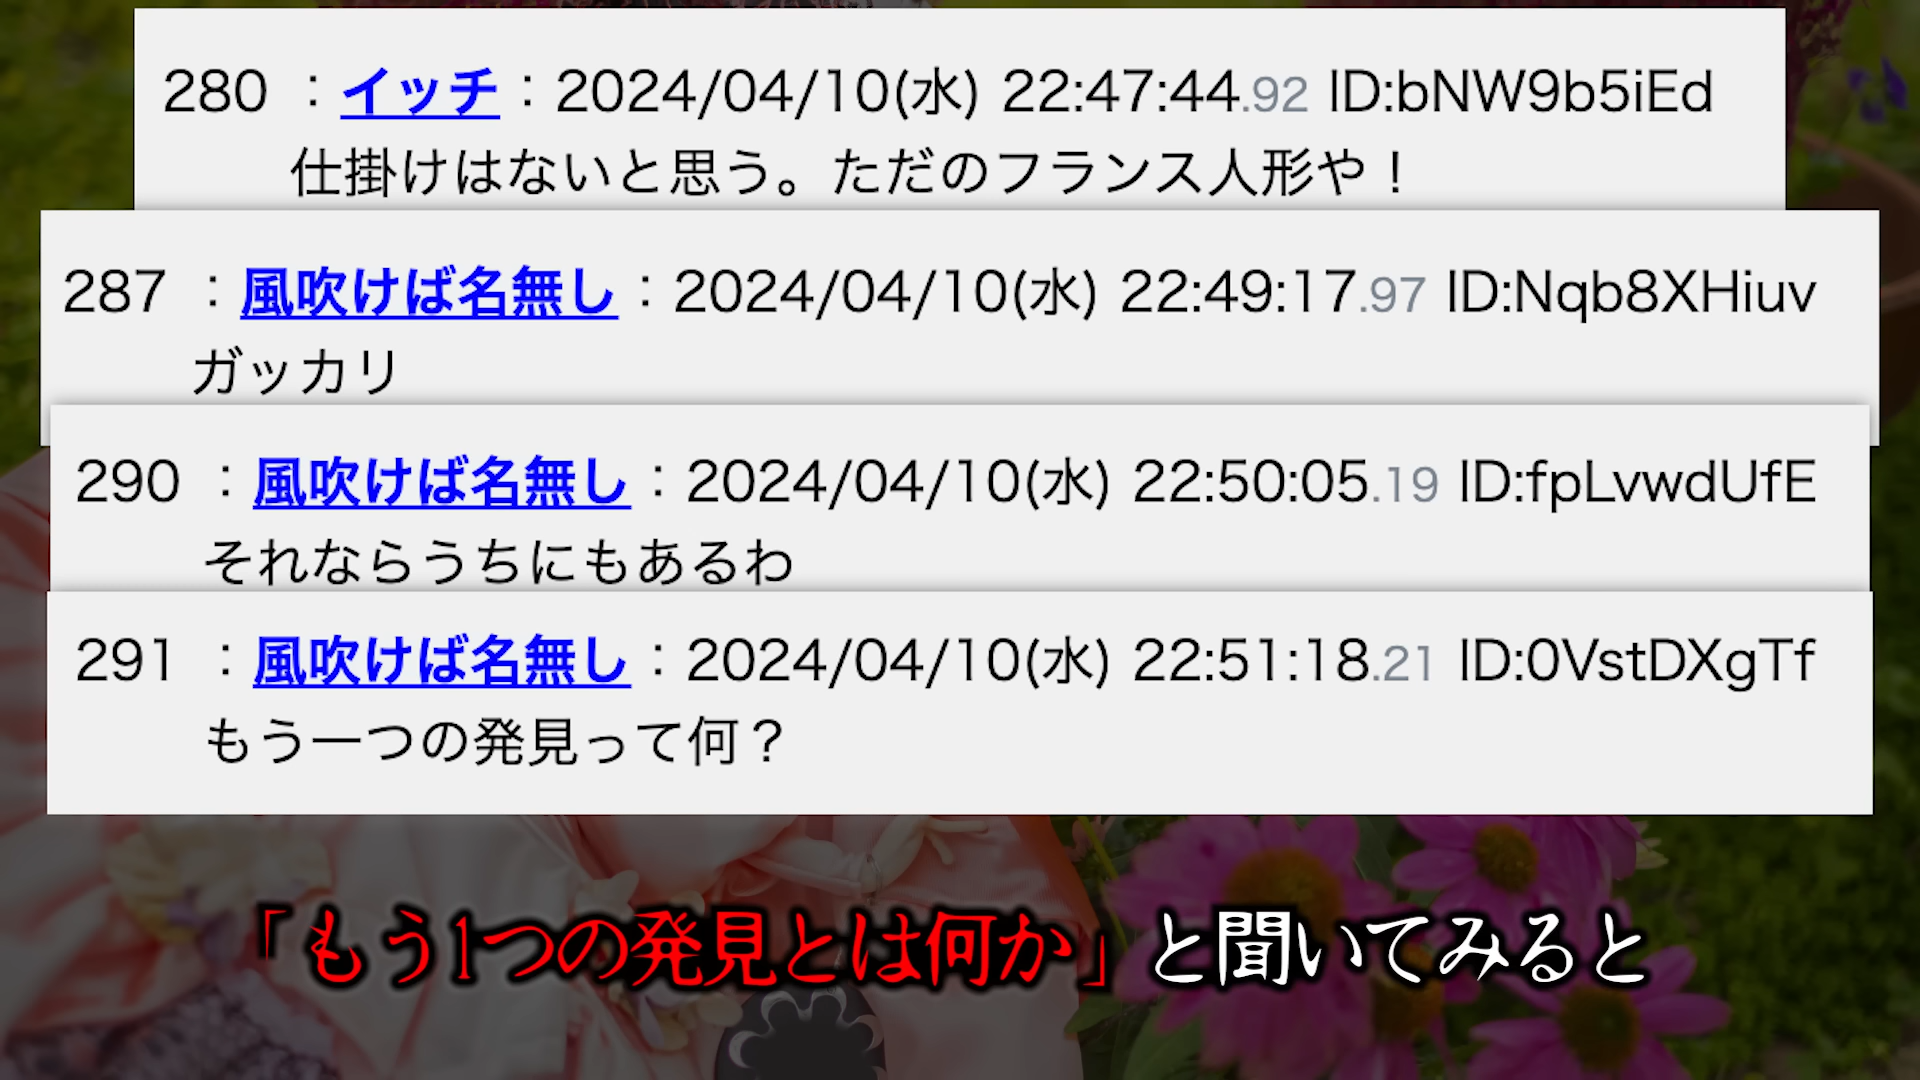 280 ：イッチ：2024/04/10(水) 22:47:44.92 ID:bNW9b5iEd
仕掛けはないと思う。ただのフランス人形や！
287 ：風吹けば名無し：2024/04/10(水) 22:49:17.97 ID:Nqb8XHiuv
ガッカリ
290 ：風吹けば名無し：2024/04/10(水) 22:50:05.19 ID:fpLvwdUfE
それならうちにもあるわ
291 ：風吹けば名無し：2024/04/10(水) 22:51:18.21 ID:0VstDXgTf
もう一つの発見って何？
「もう1つの発見とは何か」と聞いてみると